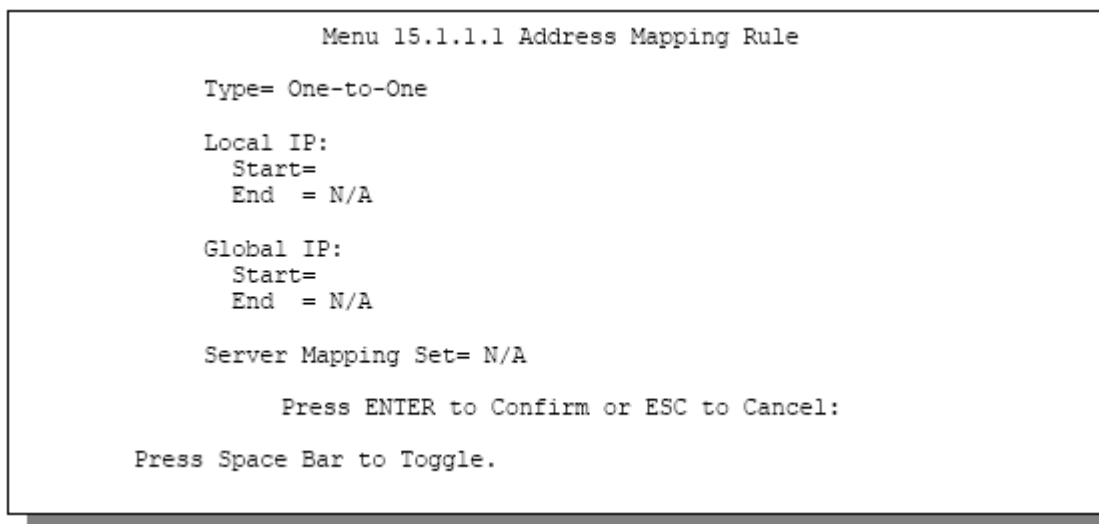 Menu 15.1.1.1 Address Mapping Rule
Type= One-to-One
Local IP:
Start=
End = N/A
Global IP:
Start=
End = N/A
Server Mapping Set= N/A
Press ENTER to Confirm or ESC to Cancel:
Press Space Bar to Toggle.